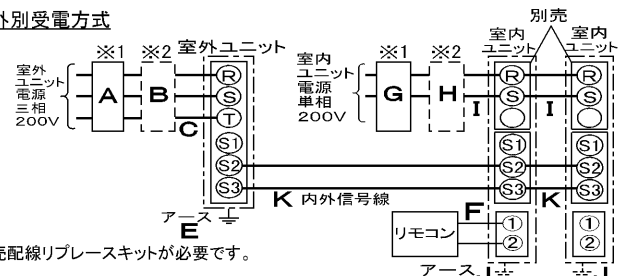 外別受電方式
別売
※1 ※2 室外ユニット
※1 ※2 室内ユニット 室内ユニット
室外
ユニット
電源
三相
200V
A B C
R
S
T
S1
S2
S3
室内
ユニット
電源
単相
200V
G H I I
R
S
S1
S2
S3
R
S
S1
S2
S3
K 内外信号線
K
アース
E
リモコン
F
1
2
1
2
売配線リプレースキットが必要です。
アース